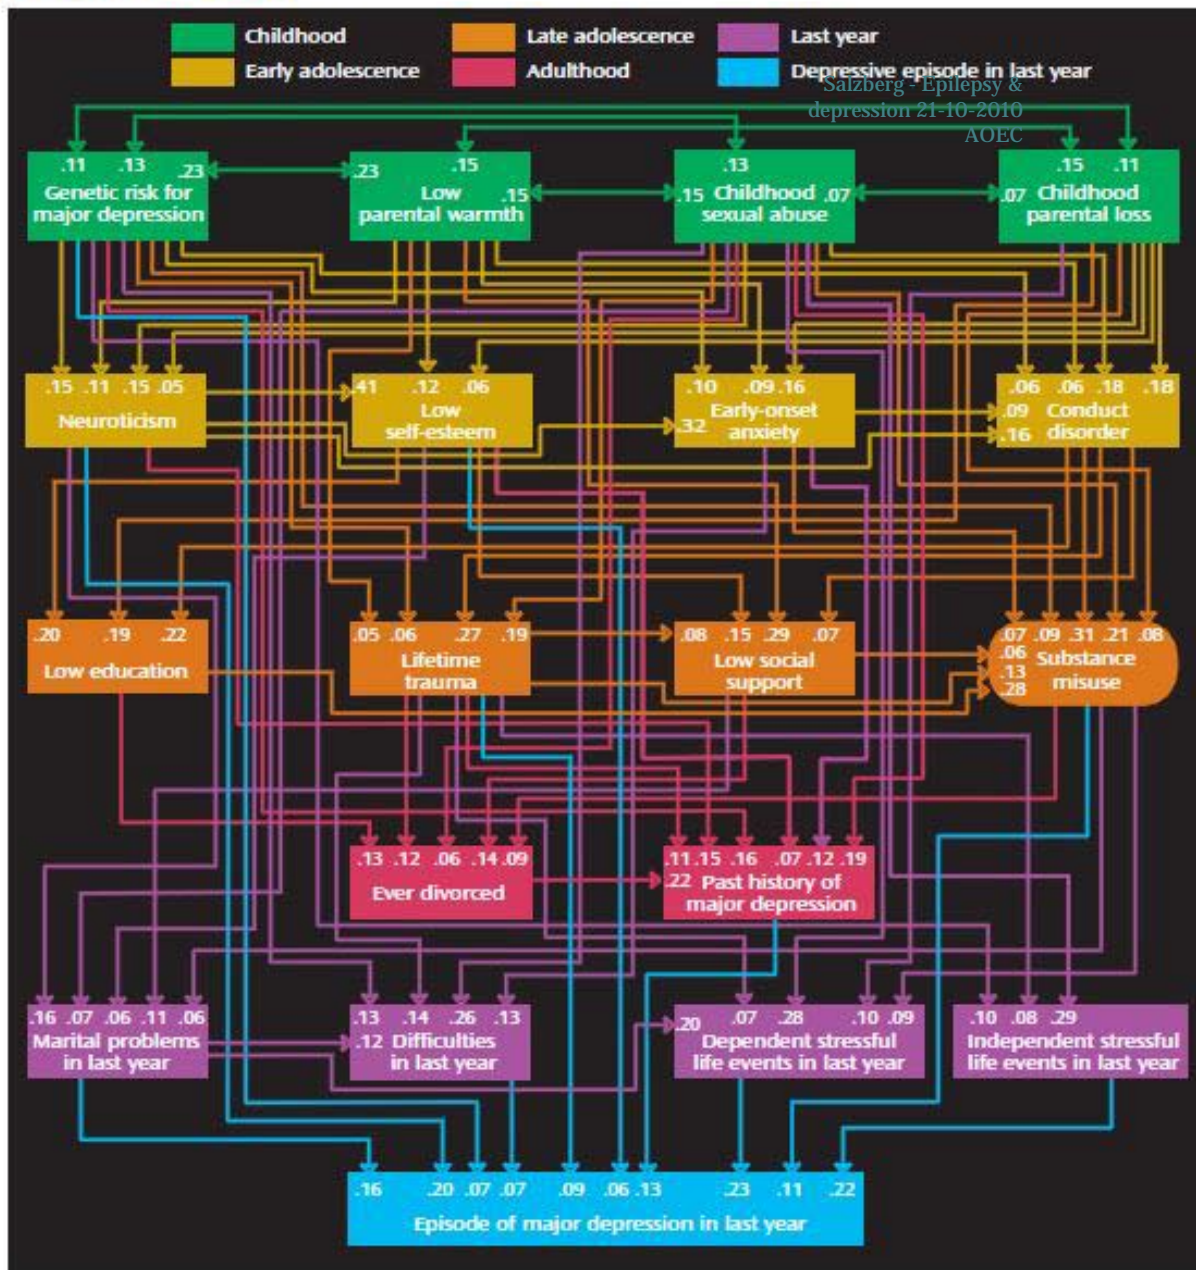 Childhood
Late adolescence
Last year
Early adolescence
Adulthood
Depressive episode in last year
Salzberg - Epilepsy &
depression 21-10-2010
AOEC
.11 .13 .23
Genetic risk for
major depression
.23 .15 .15
Low
parental warmth
.13
.15 Childhood .07
sexual abuse
.15 .11
.07 Childhood
parental loss
.15 .11 .15 .05
Neuroticism
.41 .12 .06
Low
self-esteem
.10 .09 .16
.32 Early-onset
anxiety
.06 .06 .18 .18
.09 Conduct
.16 disorder
.20 .19 .22
Low education
.05 .06 .27 .19
Lifetime
trauma
.08 .15 .29 .07
Low social
support
.07 .09 .31 .21 .08
.06 Substance
.13 misuse
.28
.13 .12 .06 .14 .09
Ever divorced
.11 .15 .16 .07 .12 .19
.22 Past history of
major depression
.16 .07 .06 .11 .06
Marital problems
in last year
.13 .14 .26 .13
.12 Difficulties
in last year
.20 .07 .28 .10 .09
Dependent stressful
life events in last year
.10 .08 .29
Independent stressful
life events in last year
.16 .20 .07 .07 .09 .06 .13 .23 .11 .22
Episode of major depression in last year